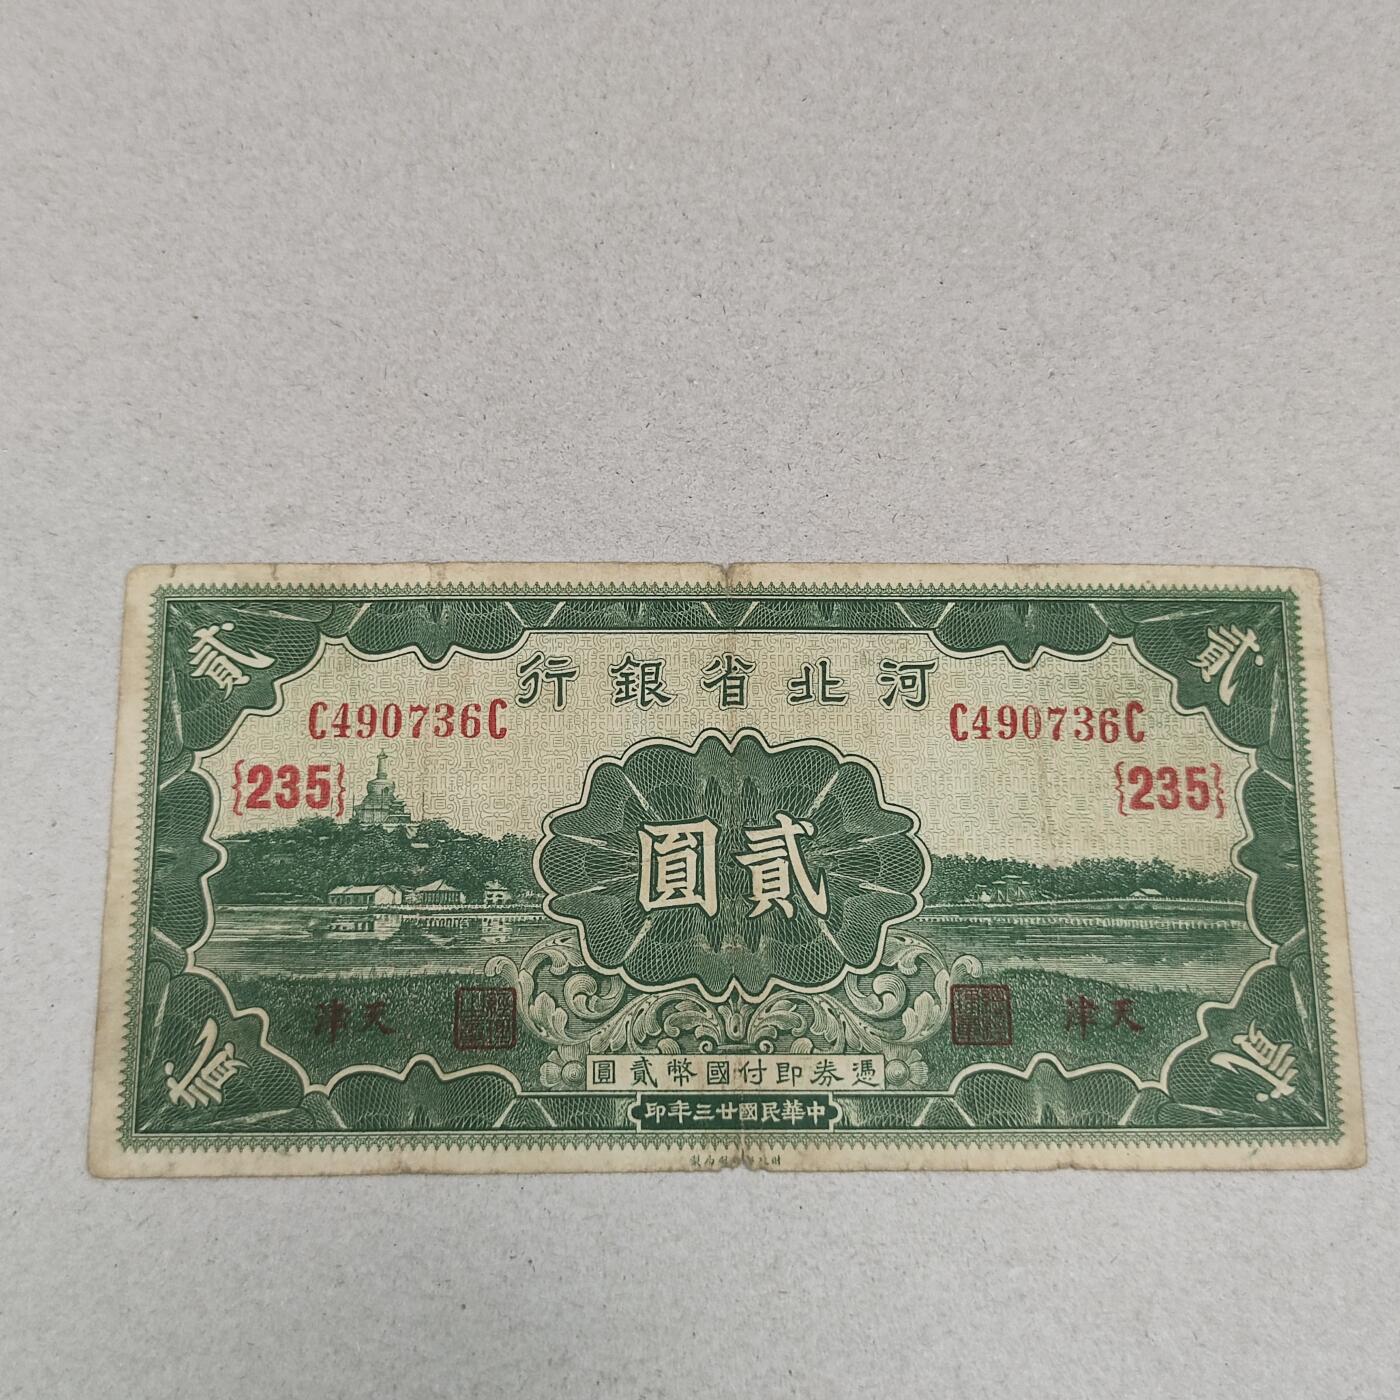 貳 貳
河北省銀行
C490736C C490736C
{235} {235}
貳圓
天津 天津
憑券即付國幣貳圓
貳 貳
中華民國廿三年印